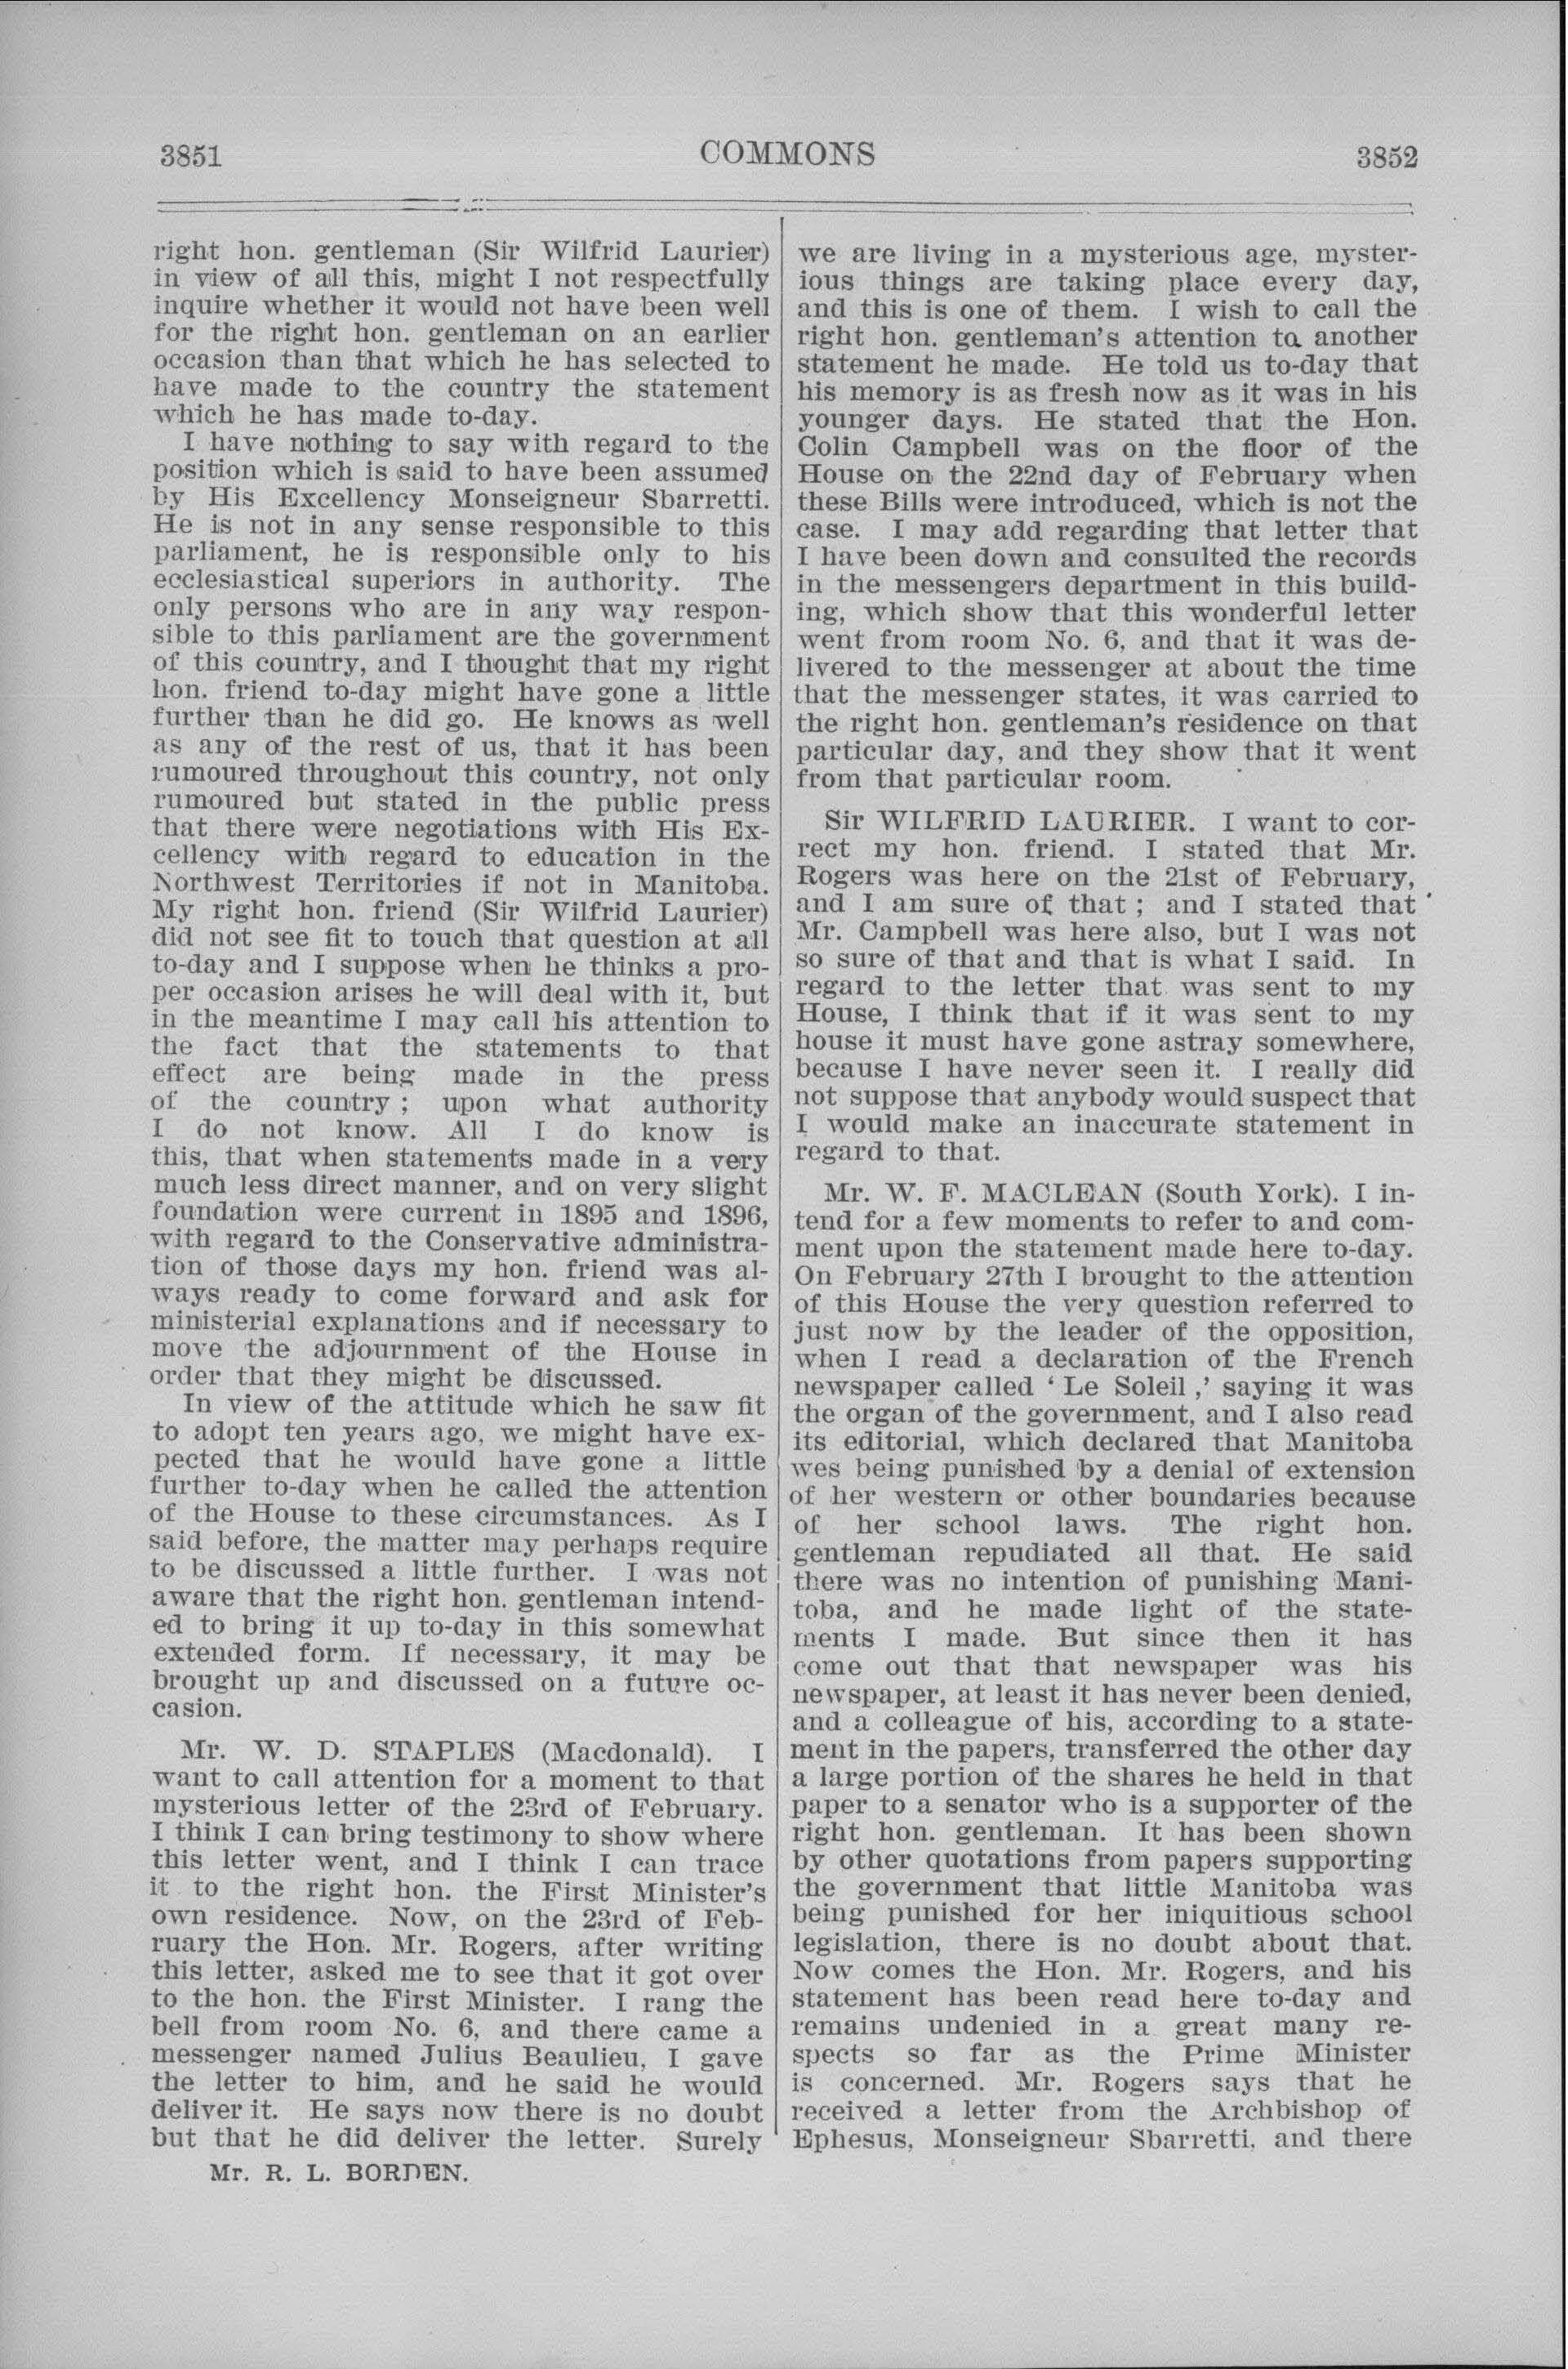 3851
COMMONS
3852
right hon. gentleman (Sir Wilfrid Laurier)
in view of all this, might I not respectfully
inquire whether it would not have been well
for the right hon. gentleman on an earlier
occasion than that which he has selected to
have made to the country the statement
which he has made to-day.
I have nothing to say with regard to the
position which is said to have been assumed
by His Excellency Monseigneur Sbarretti.
He is not in any sense responsible to this
parliament, he is responsible only to his
ecclesiastical superiors in authority. The
only persons who are in any way respon-
sible to this parliament are the government
of this country, and I thought that my right
hon. friend to-day might have gone a little
further than he did go. He knows as well
as any of the rest of us, that it has been
rumoured throughout this country, not only
rumoured but stated in the public press
that there were negotiations with His Ex-
cellency with regard to education in the
Northwest Territories if not in Manitoba.
My right hon. friend (Sir Wilfrid Laurier)
did not see fit to touch that question at all
to-day and I suppose when he thinks a pro-
per occasion arises he will deal with it, but
in the meantime I may call his attention to
the fact that the statements to that
effect are being made in the press
of the country ; upon what authority
I do not know. All I do know is
this, that when statements made in a very
much less direct manner, and on very slight
foundation were current in 1895 and 1896,
with regard to the Conservative administra-
tion of those days my hon. friend was al-
ways ready to come forward and ask for
ministerial explanations and if necessary to
move the adjournment of the House in
order that they might be discussed.
In view of the attitude which he saw fit
to adopt ten years ago, we might have ex-
pected that he would have gone a little
further to-day when he called the attention
of the House to these circumstances. As I
said before, the matter may perhaps require
to be discussed a little further. I was not
aware that the right hon. gentleman intend-
ed to bring it up to-day in this somewhat
extended form. If necessary, it may be
brought up and discussed on a future oc-
casion.
Mr. W. D. STAPLES (Macdonald). I
want to call attention for a moment to that
mysterious letter of the 23rd of February.
I think I can bring testimony to show where
this letter went, and I think I can trace
it to the right hon. the First Minister's
own residence. Now, on the 23rd of Feb-
ruary the Hon. Mr. Rogers, after writing
this letter, asked me to see that it got over
to the hon. the First Minister. I rang the
bell from room No. 6, and there came a
messenger named Julius Beaulieu, I gave
the letter to him, and he said he would
deliver it. He says now there is no doubt
but that he did deliver the letter. Surely
Mr. R. L. BORDEN.
we are living in a mysterious age, myster-
ious things are taking place every day,
and this is one of them. I wish to call the
right hon. gentleman's attention to another
statement he made. He told us to-day that
his memory is as fresh now as it was in his
younger days. He stated that the Hon.
Colin Campbell was on the floor of the
House on the 22nd day of February when
these Bills were introduced, which is not the
case. I may add regarding that letter that
I have been down and consulted the records
in the messengers department in this build-
ing, which show that this wonderful letter
went from room No. 6, and that it was de-
livered to the messenger at about the time
that the messenger states, it was carried to
the right hon. gentleman's residence on that
particular day, and they show that it went
from that particular room.
Sir WILFRID LAURIER. I want to cor-
rect my hon. friend. I stated that Mr.
Rogers was here on the 21st of February,
and I am sure of that ; and I stated that
Mr. Campbell was here also, but I was not
so sure of that and that is what I said. In
regard to the letter that was sent to my
House, I think that if it was sent to my
house it must have gone astray somewhere,
because I have never seen it. I really did
not suppose that anybody would suspect that
I would make an inaccurate statement in
regard to that.
Mr. W. F. MACLEAN (South York). I in-
tend for a few moments to refer to and com-
ment upon the statement made here to-day.
On February 27th I brought to the attention
of this House the very question referred to
just now by the leader of the opposition,
when I read a declaration of the French
newspaper called ‘ Le Soleil ,’ saying it was
the organ of the government, and I also read
its editorial, which declared that Manitoba
wes being punished by a denial of extension
of her western or other boundaries because
of her school laws. The right hon.
gentleman repudiated all that. He said
there was no intention of punishing Mani-
toba, and he made light of the state-
ments I made. But since then it has
come out that that newspaper was his
newspaper, at least it has never been denied,
and a colleague of his, according to a state-
ment in the papers, transferred the other day
a large portion of the shares he held in that
paper to a senator who is a supporter of the
right hon. gentleman. It has been shown
by other quotations from papers supporting
the government that little Manitoba was
being punished for her iniquitious school
legislation, there is no doubt about that.
Now comes the Hon. Mr. Rogers, and his
statement has been read here to-day and
remains undenied in a great many re-
spects so far as the Prime Minister
is concerned. Mr. Rogers says that he
received a letter from the Archbishop of
Ephesus, Monseigneur Sbarretti, and there